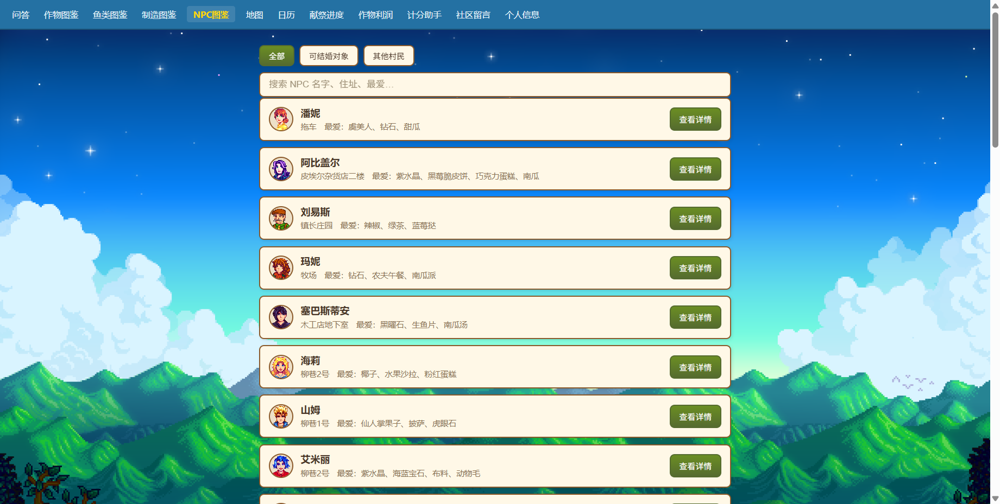 问答 作物图鉴 鱼类图鉴 制造图鉴 NPC图鉴 地图 日历 献祭进度 作物利润 计分助手 社区留言 个人信息
全部 可结婚对象 其他村民
搜索 NPC 名字、住址、最爱...
潘妮
拖车 最爱：虞美人、钻石、甜瓜
查看详情
阿比盖尔
皮埃尔杂货店二楼 最爱：紫水晶、黑莓脆皮饼、巧克力蛋糕、南瓜
查看详情
刘易斯
镇长庄园 最爱：辣椒、绿茶、蓝莓挞
查看详情
玛妮
牧场 最爱：钻石、农夫午餐、南瓜派
查看详情
塞巴斯蒂安
木工店地下室 最爱：黑曜石、生鱼片、南瓜汤
查看详情
海莉
柳巷2号 最爱：椰子、水果沙拉、粉红蛋糕
查看详情
山姆
柳巷1号 最爱：仙人掌果子、披萨、虎眼石
查看详情
艾米丽
柳巷2号 最爱：紫水晶、海蓝宝石、布料、动物毛
查看详情